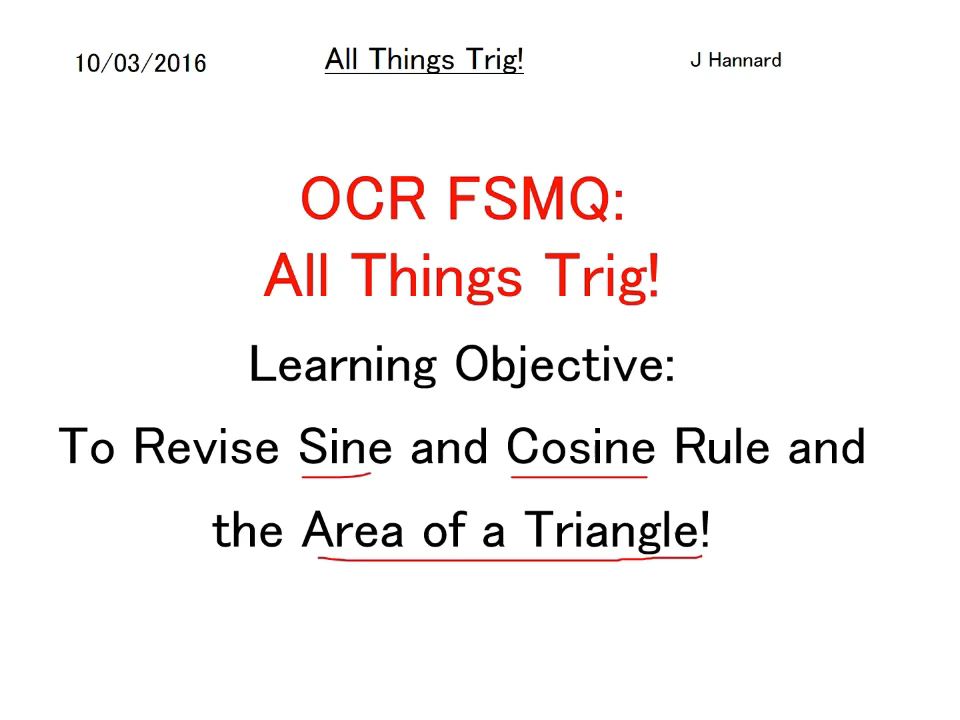 10/03/2016 All Things Trig! J Hannard
OCR FSMQ:
All Things Trig!
Learning Objective:
To Revise Sine and Cosine Rule and
the Area of a Triangle!